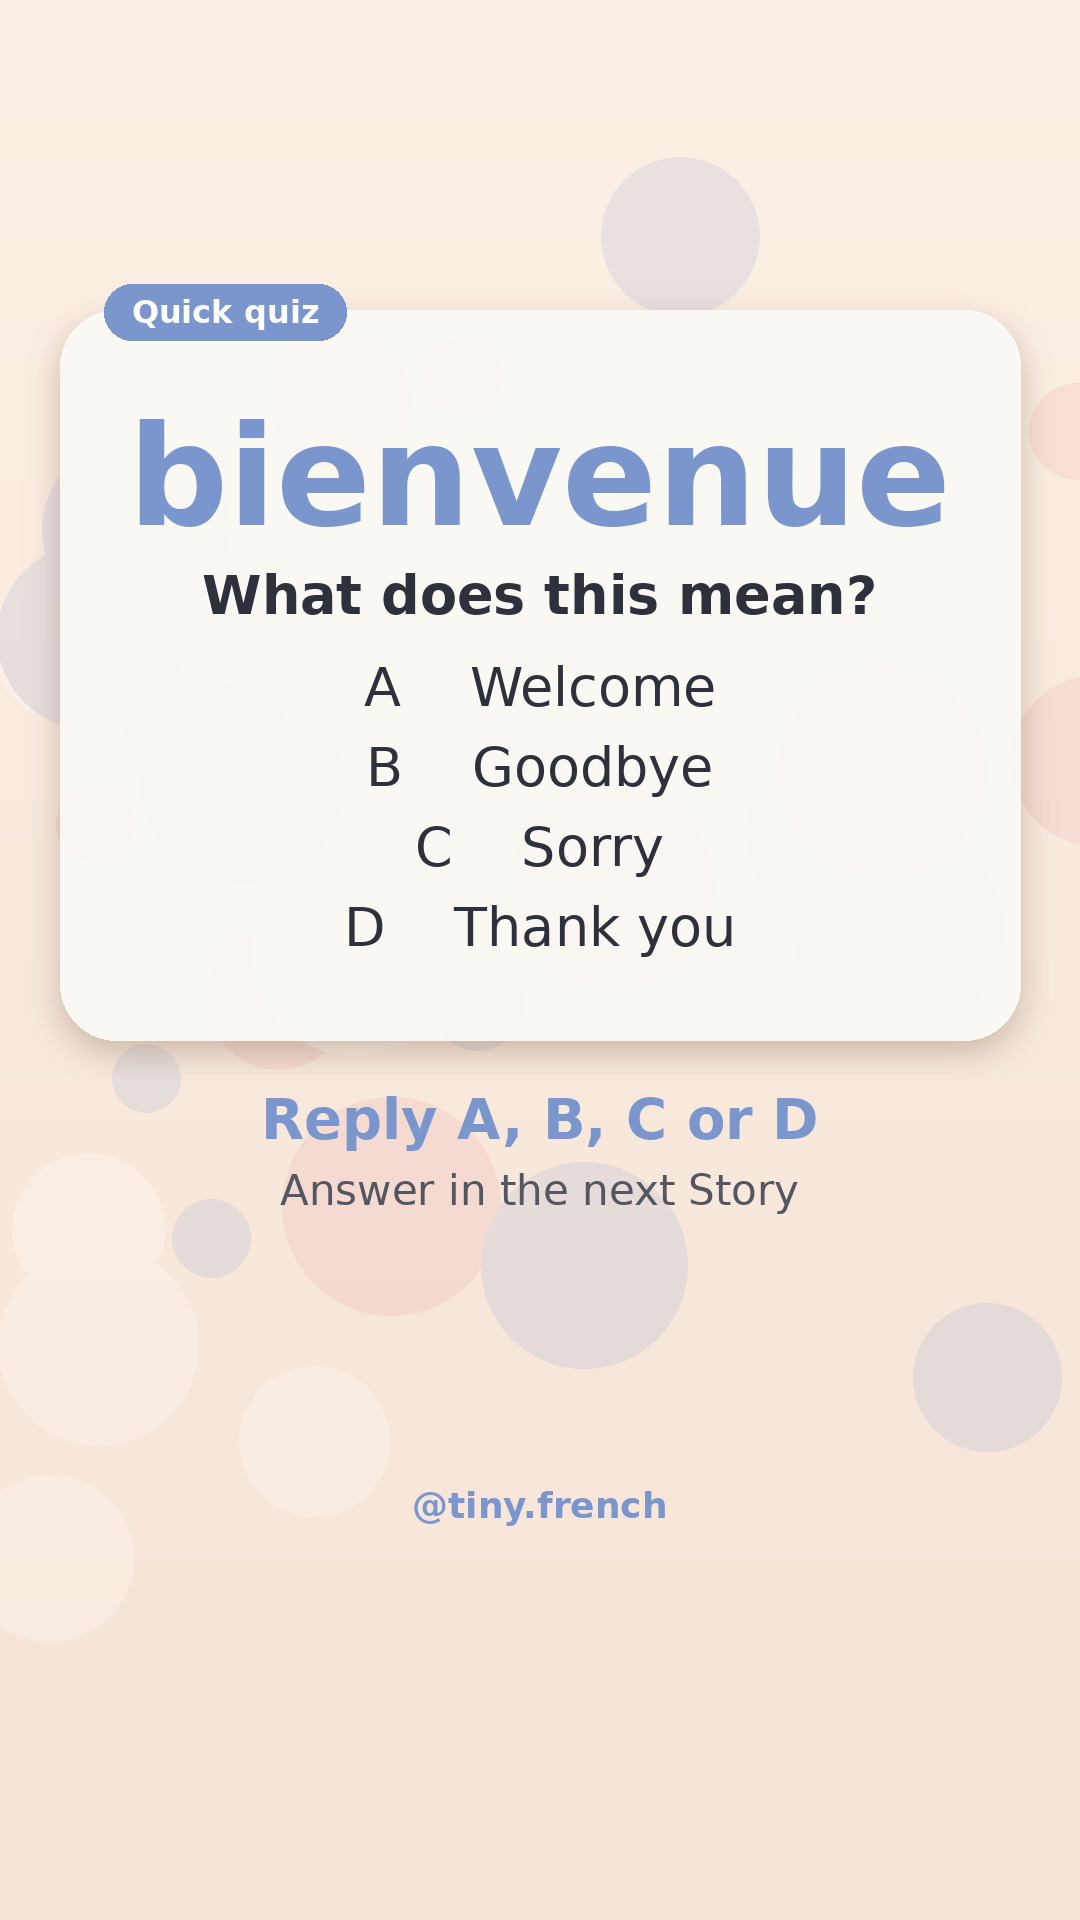 Quick quiz
bienvenue
What does this mean?
A Welcome
B Goodbye
C Sorry
D Thank you
Reply A, B, C or D
Answer in the next Story
@tiny.french